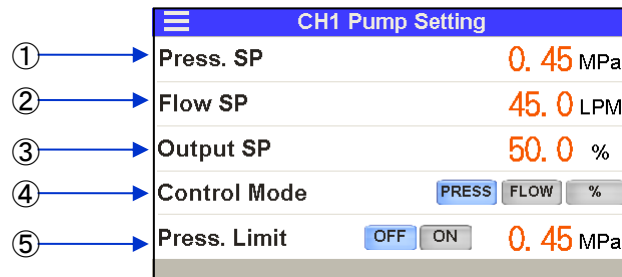 CH1 Pump Setting
① Press. SP 0.45 MPa
② Flow SP 45.0 LPM
③ Output SP 50.0 %
④ Control Mode PRESS FLOW %
⑤ Press. Limit OFF ON 0.45 MPa